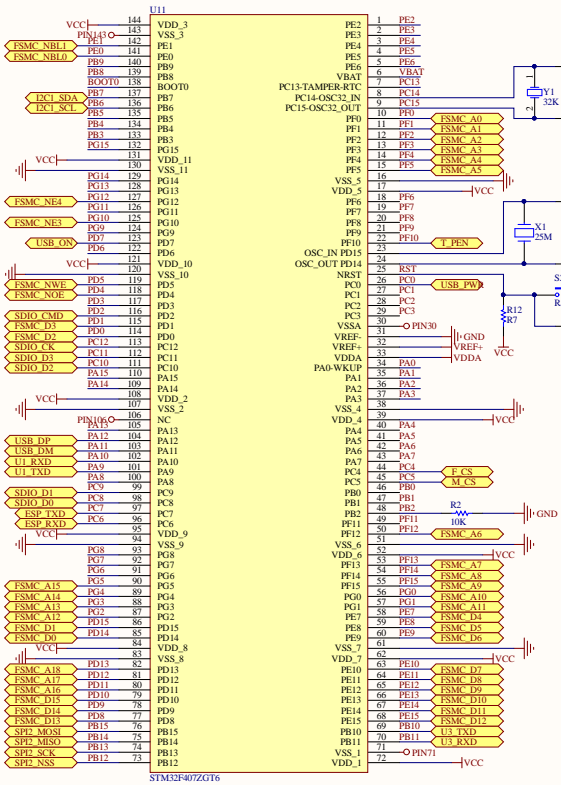 U11
VCC 144 VDD_3 PE2 1 PE2
PIN143 143 VSS_3 PE3 2 PE3
FSMC_NBL1 PE1 142 PE1 PE4 3 PE4
FSMC_NBL0 PE0 141 PE0 PE5 4 PE5
PB9 140 PB9 PE6 5 PE6
PB8 139 PB8 VBAT 6 VBAT
BOOT0 138 BOOT0 PC13-TAMPER-RTC 7 PC13
I2C1_SDA PB7 137 PB7 PC14-OSC32_IN 8 PC14 1 Y1
I2C1_SCL PB6 136 PB6 PC15-OSC32_OUT 9 PC15 2 32K
PB5 135 PB5 PF0 10 PF0 FSMC_A0
PB4 134 PB4 PF1 11 PF1 FSMC_A1
PB3 133 PB3 PF2 12 PF2 FSMC_A2
PG15 132 PG15 PF3 13 PF3 FSMC_A3
VCC 131 VDD_11 PF4 14 PF4 FSMC_A4
130 VSS_11 PF5 15 PF5 FSMC_A5
PG14 129 PG14 VSS_5 16
PG13 128 PG13 VDD_5 17 VCC
FSMC_NE4 PG12 127 PG12 PF6 18 PF6
PG11 126 PG11 PF7 19 PF7
FSMC_NE3 PG10 125 PG10 PF8 20 PF8
PG9 124 PG9 PF9 21 PF9 X1
USB_ON PD7 123 PD7 PF10 22 PF10 T_PEN 25M
PD6 122 PD6 OSC_IN PD15 23
VCC 121 VDD_10 OSC_OUT PD14 24
120 VSS_10 NRST 25 RST
FSMC_NWE PD5 119 PD5 PC0 26 PC0 USB_PWR
FSMC_NOE PD4 118 PD4 PC1 27 PC1
PD3 117 PD3 PC2 28 PC2
SDIO_CMD PD2 116 PD2 PC3 29 PC3 R12
FSMC_D3 PD1 115 PD1 VSSA 30 PIN30 R7
FSMC_D2 PD0 114 PD0 VREF- 31 GND
SDIO_CK PC12 113 PC12 VREF+ 32 VREF+
SDIO_D3 PC11 112 PC11 VDDA 33 VDDA VCC
SDIO_D2 PC10 111 PC10 PA0-WKUP 34 PA0
PA15 110 PA15 PA1 35 PA1
PA14 109 PA14 PA2 36 PA2
VCC 108 VDD_2 PA3 37 PA3
107 VSS_2 VSS_4 38
PIN106 106 NC VDD_4 39 VCC
PA13 105 PA13 PA4 40 PA4
USB_DP PA12 104 PA12 PA5 41 PA5
USB_DM PA11 103 PA11 PA6 42 PA6
U1_RXD PA10 102 PA10 PA7 43 PA7
U1_TXD PA9 101 PA9 PC4 44 PC4 F_CS
PA8 100 PA8 PC5 45 PC5 M_CS
SDIO_D1 PC9 99 PC9 PB0 46 PB0
SDIO_D0 PC8 98 PC8 PB1 47 PB1 R2
ESP_TXD PC7 97 PC7 PB2 48 PB2 GND
ESP_RXD PC6 96 PC6 PF11 49 PF11 10K
VCC 95 VDD_9 PF12 50 PF12 FSMC_A6
94 VSS_9 VSS_6 51
PG8 93 PG8 VDD_6 52 VCC
PG7 92 PG7 PF13 53 PF13 FSMC_A7
PG6 91 PG6 PF14 54 PF14 FSMC_A8
FSMC_A15 PG5 90 PG5 PF15 55 PF15 FSMC_A9
FSMC_A14 PG4 89 PG4 PG0 56 PG0 FSMC_A10
FSMC_A13 PG3 88 PG3 PG1 57 PG1 FSMC_A11
FSMC_A12 PG2 87 PG2 PE7 58 PE7 FSMC_D4
FSMC_D1 PD15 86 PD15 PE8 59 PE8 FSMC_D5
FSMC_D0 PD14 85 PD14 PE9 60 PE9 FSMC_D6
VCC 84 VDD_8 VSS_7 61
83 VSS_8 VDD_7 62 VCC
FSMC_A18 PD13 82 PD13 PE10 63 PE10 FSMC_D7
FSMC_A17 PD12 81 PD12 PE11 64 PE11 FSMC_D8
FSMC_A16 PD11 80 PD11 PE12 65 PE12 FSMC_D9
FSMC_D15 PD10 79 PD10 PE13 66 PE13 FSMC_D10
FSMC_D14 PD9 78 PD9 PE14 67 PE14 FSMC_D11
FSMC_D13 PD8 77 PD8 PE15 68 PE15 FSMC_D12
SPI2_MOSI PB15 76 PB15 PB10 69 PB10 U3_TXD
SPI2_MISO PB14 75 PB14 PB11 70 PB11 U3_RXD
SPI2_SCK PB13 74 PB13 VSS_1 71 PIN71
SPI2_NSS PB12 73 PB12 VDD_1 72 VCC
STM32F407ZGT6